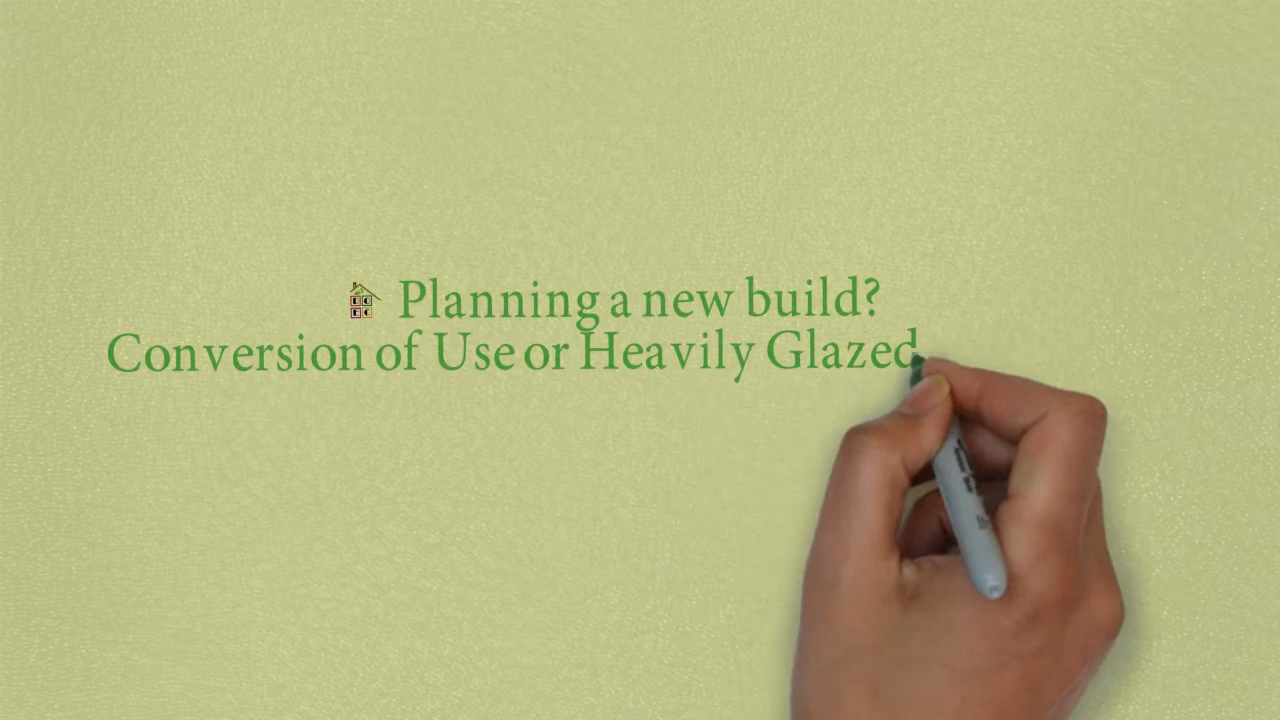 Planning a new build?
Conversion of Use or Heavily Glazed